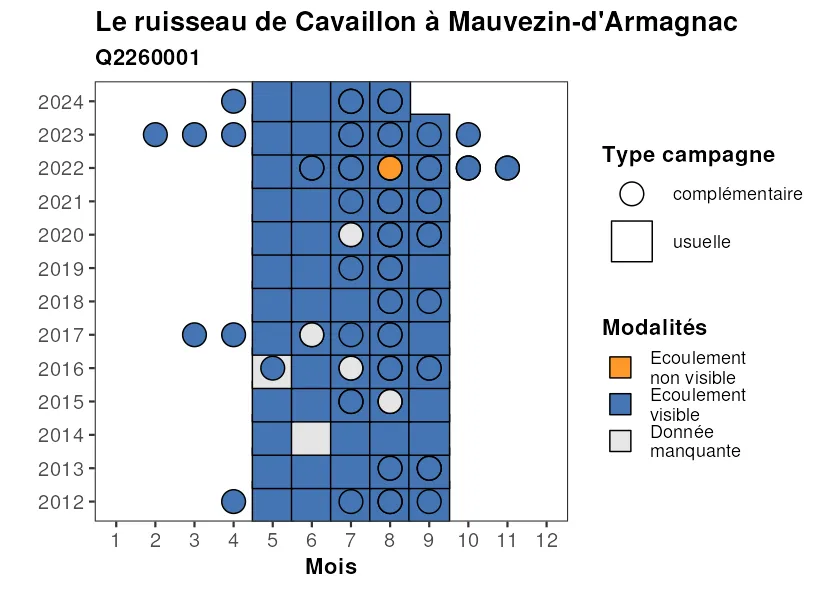 Le ruisseau de Cavaillon à Mauvezin-d'Armagnac
Q2260001
2024
2023
2022
2021
2020
2019
2018
2017
2016
2015
2014
2013
2012
1 2 3 4 5 6 7 8 9 10 11 12
Mois
Type campagne
complémentaire
usuelle
Modalités
Ecoulement
non visible
Ecoulement
visible
Donnée
manquante